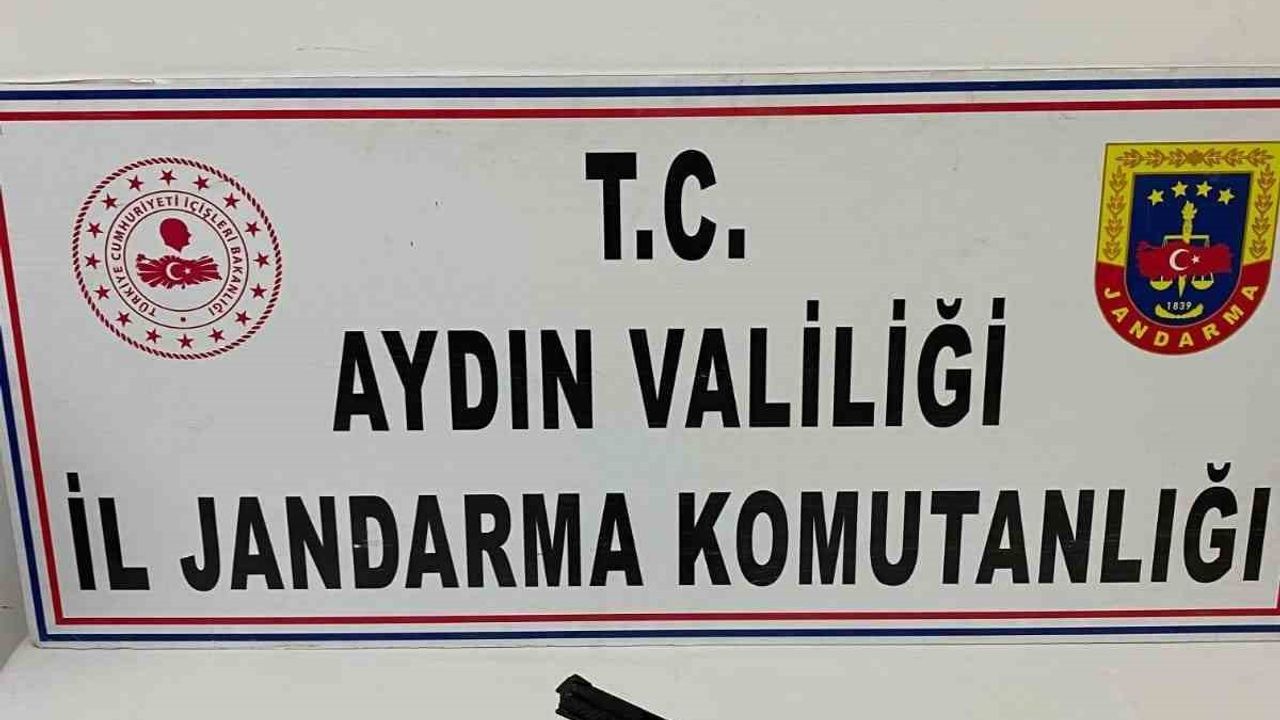 T.C.
AYDIN VALİLİĞİ
İL JANDARMA KOMUTANLIĞI
TÜRKİYE CUMHURİYETİ İÇİŞLERİ BAKANLIĞI
1839
JANDARMA